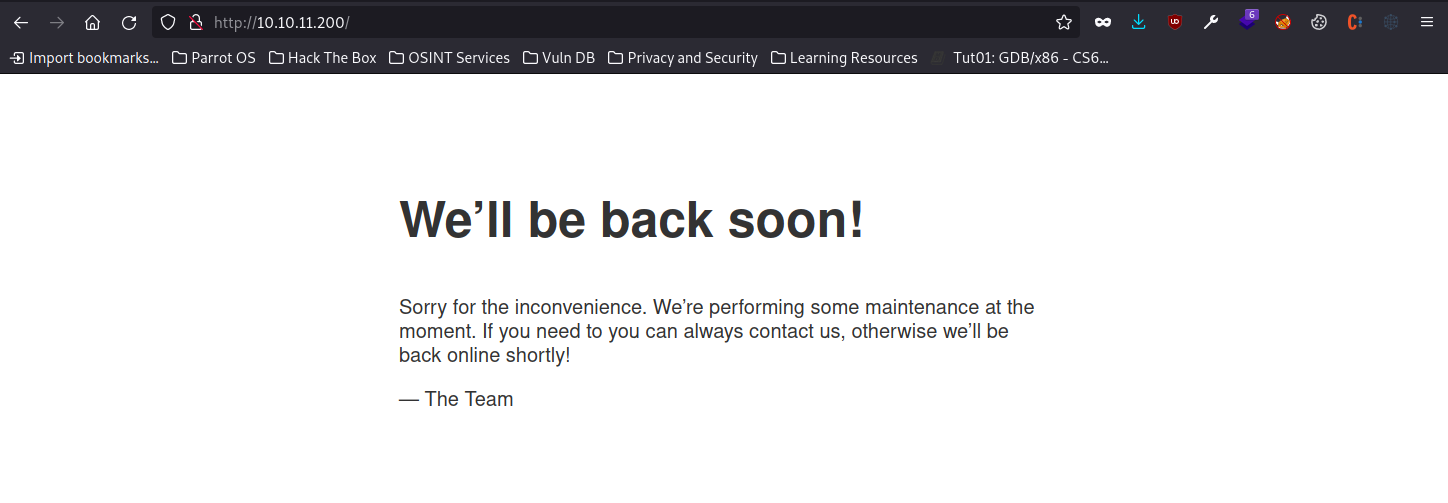 http://10.10.11.200/
6
Import bookmarks... Parrot OS Hack The Box OSINT Services Vuln DB Privacy and Security Learning Resources Tut01: GDB/x86 - CS6...
We’ll be back soon!
Sorry for the inconvenience. We’re performing some maintenance at the
moment. If you need to you can always contact us, otherwise we’ll be
back online shortly!
— The Team